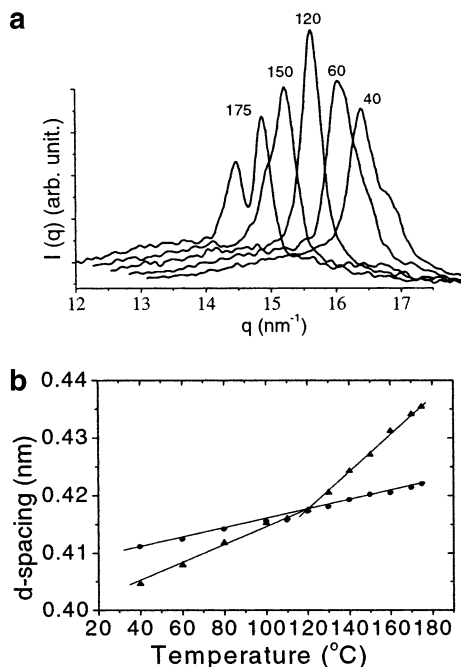 a
120
150
60
175
40
I (q) (arb. unit.)
12 13 14 15 16 17
q (nm⁻¹)
b
0.44
0.43
0.42
0.41
0.40
d-spacing (nm)
20 40 60 80 100 120 140 160 180
Temperature (°C)